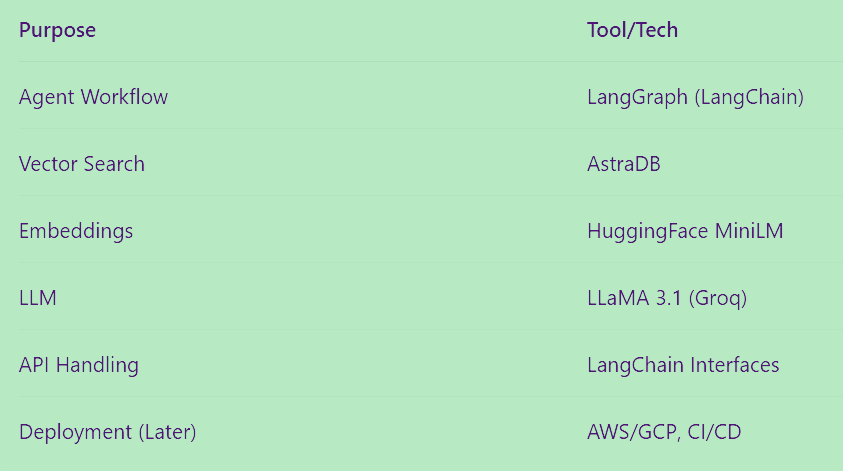 Purpose Tool/Tech
Agent Workflow LangGraph (LangChain)
Vector Search AstraDB
Embeddings HuggingFace MiniLM
LLM LLaMA 3.1 (Groq)
API Handling LangChain Interfaces
Deployment (Later) AWS/GCP, CI/CD